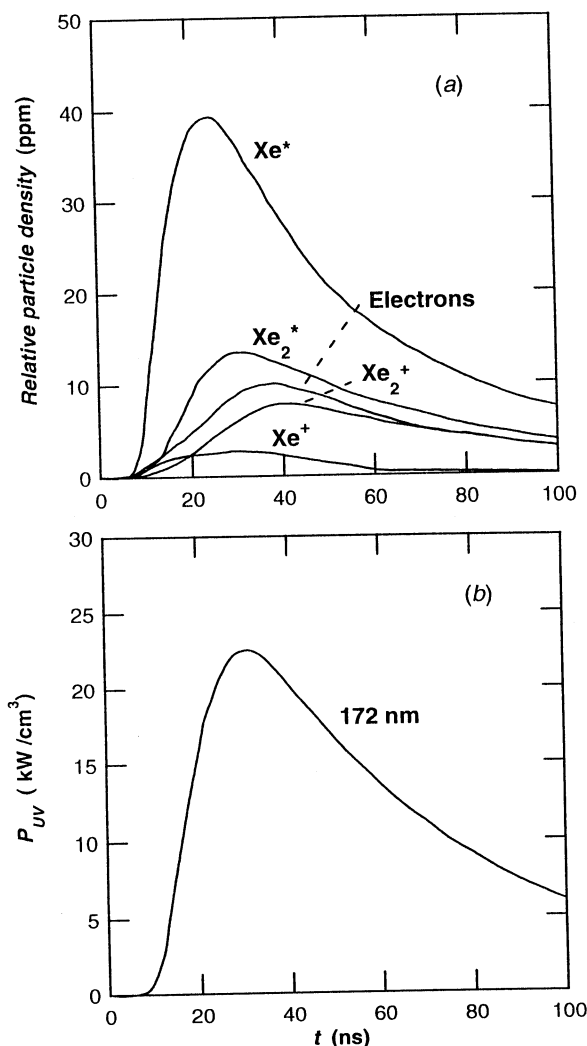 50
(a)
40
Xe*
30
Relative particle density (ppm)
20
Electrons
Xe₂*
Xe₂⁺
10
Xe⁺
0
0 20 40 60 80 100
30
(b)
25
20
172 nm
15
P_UV ( kW /cm³)
10
5
0
0 20 40 60 80 100
t (ns)